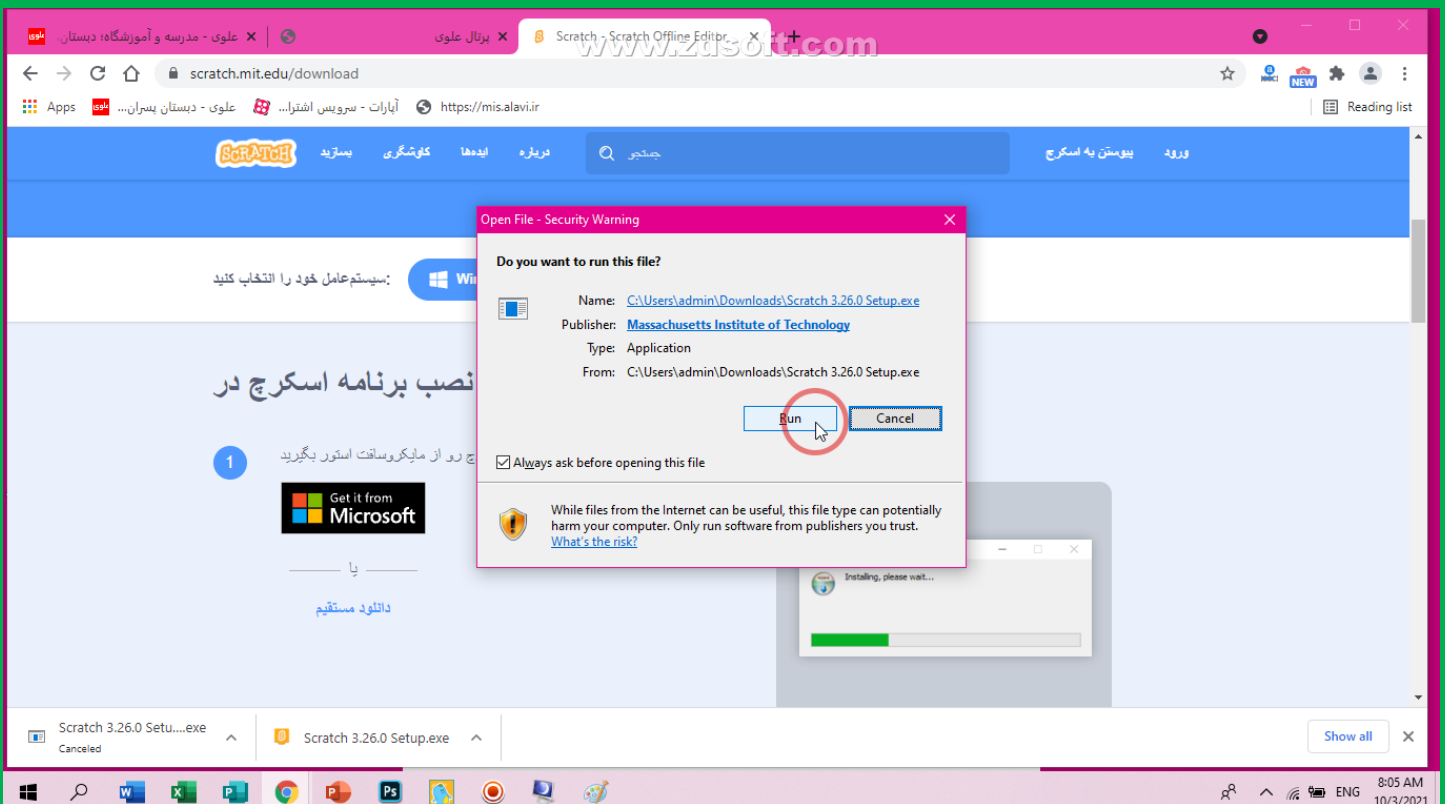 علوی - مدرسه و آموزشگاه؛ دبستان.
پرتال علوی
Scratch - Scratch Offline Editor
www.zdsoft.com
scratch.mit.edu/download
NEW
Apps
علوی - دبستان پسران...
آپارات - سرویس اشترا...
https://mis.alavi.ir
Reading list
SCRATCH
بسازید
کاوشگری
ایده‌ها
درباره
جستجو
پیوستن به اسکرچ
ورود
سیستم‌عامل خود را انتخاب کنید:
Win
Open File - Security Warning
Do you want to run this file?
Name: C:\Users\admin\Downloads\Scratch 3.26.0 Setup.exe
Publisher: Massachusetts Institute of Technology
Type: Application
From: C:\Users\admin\Downloads\Scratch 3.26.0 Setup.exe
Run
Cancel
Always ask before opening this file
While files from the Internet can be useful, this file type can potentially
harm your computer. Only run software from publishers you trust.
What's the risk?
نصب برنامه اسکرچ در
1
رو از مایکروسافت استور بگیرید
Get it from
Microsoft
یا
دانلود مستقیم
Installing, please wait...
Scratch 3.26.0 Setu....exe
Canceled
Scratch 3.26.0 Setup.exe
Show all
ENG
8:05 AM
10/3/2021